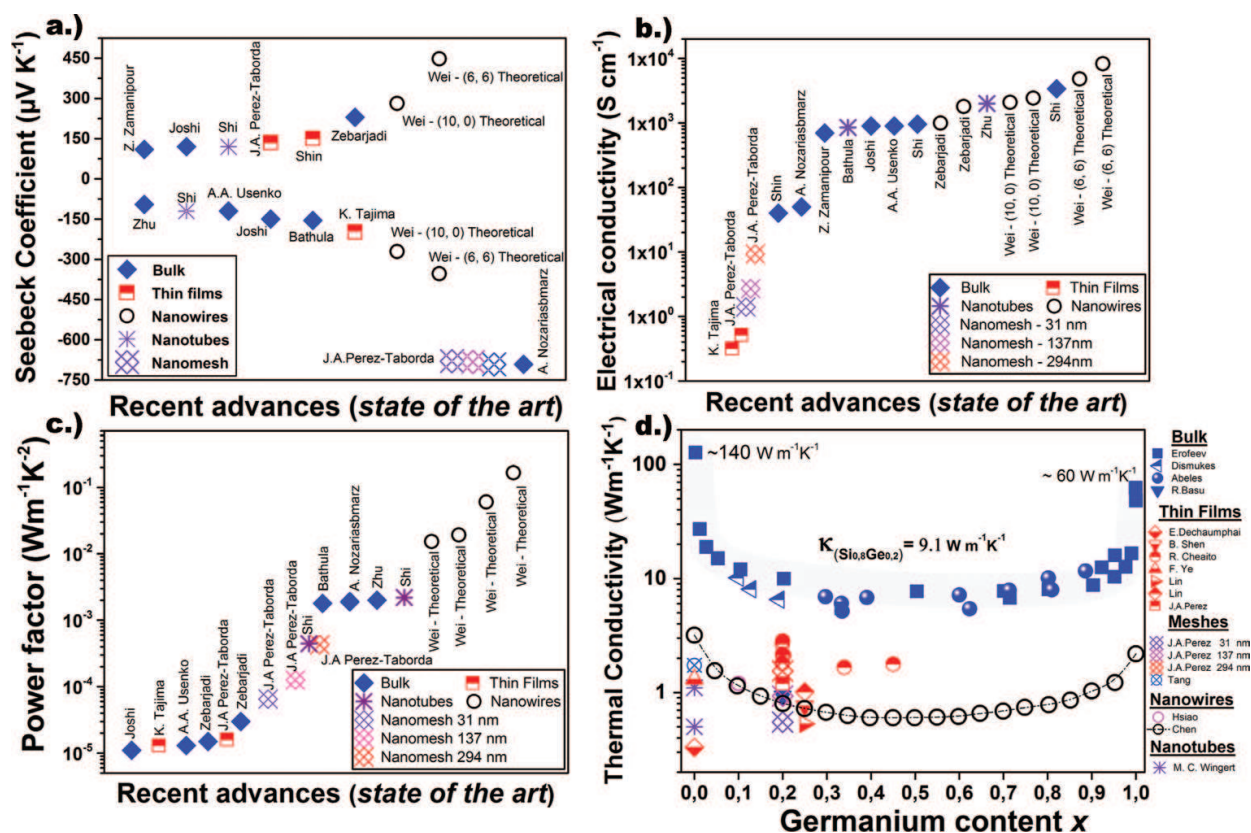 a.)
Seebeck Coefficient (µV K⁻¹)
450
300
150
0
-150
-300
-450
-600
-750
Z. Zamanipour
Joshi
Shi
J.A. Perez-Taborda
Shin
Zebarjadi
Wei - (10, 0) Theoretical
Wei - (6, 6) Theoretical
Zhu
Shi
A.A. Usenko
Joshi
Bathula
K. Tajima
Wei - (10, 0) Theoretical
Wei - (6, 6) Theoretical
J.A.Perez-Taborda
A. Nozariasbmarz
Bulk
Thin films
Nanowires
Nanotubes
Nanomesh
Recent advances (state of the art)
b.)
Electrical conductivity (S cm⁻¹)
1x10⁴
1x10³
1x10²
1x10¹
1x10⁰
1x10⁻¹
K. Tajima
J.A. Perez-Taborda
J.A. Perez-Taborda
Shin
A. Nozariasbmarz
Z. Zamanipour
Bathula
Joshi
A.A. Usenko
Shi
Zebarjadi
Zebarjadi
Zhu
Wei - (10, 0) Theoretical
Wei - (10, 0) Theoretical
Shi
Wei - (6, 6) Theoretical
Wei - (6, 6) Theoretical
Bulk
Thin Films
Nanotubes
Nanowires
Nanomesh - 31 nm
Nanomesh - 137nm
Nanomesh - 294nm
Recent advances (state of the art)
c.)
Power factor (Wm⁻¹K⁻²)
10⁻¹
10⁻²
10⁻³
10⁻⁴
10⁻⁵
Joshi
K. Tajima
A.A. Usenko
Zebarjadi
J.A Perez-Taborda
Zebarjadi
J.A Perez-Taborda
J.A Perez-Taborda
Shi
Bathula
J.A Perez-Taborda
A. Nozariasbmarz
Zhu
Shi
Wei - Theoretical
Wei - Theoretical
Wei - Theoretical
Wei - Theoretical
Bulk
Thin Films
Nanotubes
Nanowires
Nanomesh 31 nm
Nanomesh 137 nm
Nanomesh 294 nm
Recent advances (state of the art)
d.)
Thermal Conductivity (Wm⁻¹K⁻¹)
100
10
1
~140 W m⁻¹K⁻¹
~ 60 W m⁻¹K⁻¹
κ(Si0,8Ge0,2) = 9.1 W m⁻¹K⁻¹
0,0 0,1 0,2 0,3 0,4 0,5 0,6 0,7 0,8 0,9 1,0
Germanium content x
Bulk
Erofeev
Dismukes
Abeles
R.Basu
Thin Films
E.Dechaumphai
B. Shen
R. Cheaito
F. Ye
Lin
Lin
J.A.Perez
Meshes
J.A.Perez 31 nm
J.A.Perez 137 nm
J.A.Perez 294 nm
Tang
Nanowires
Hsiao
Chen
Nanotubes
M. C. Wingert